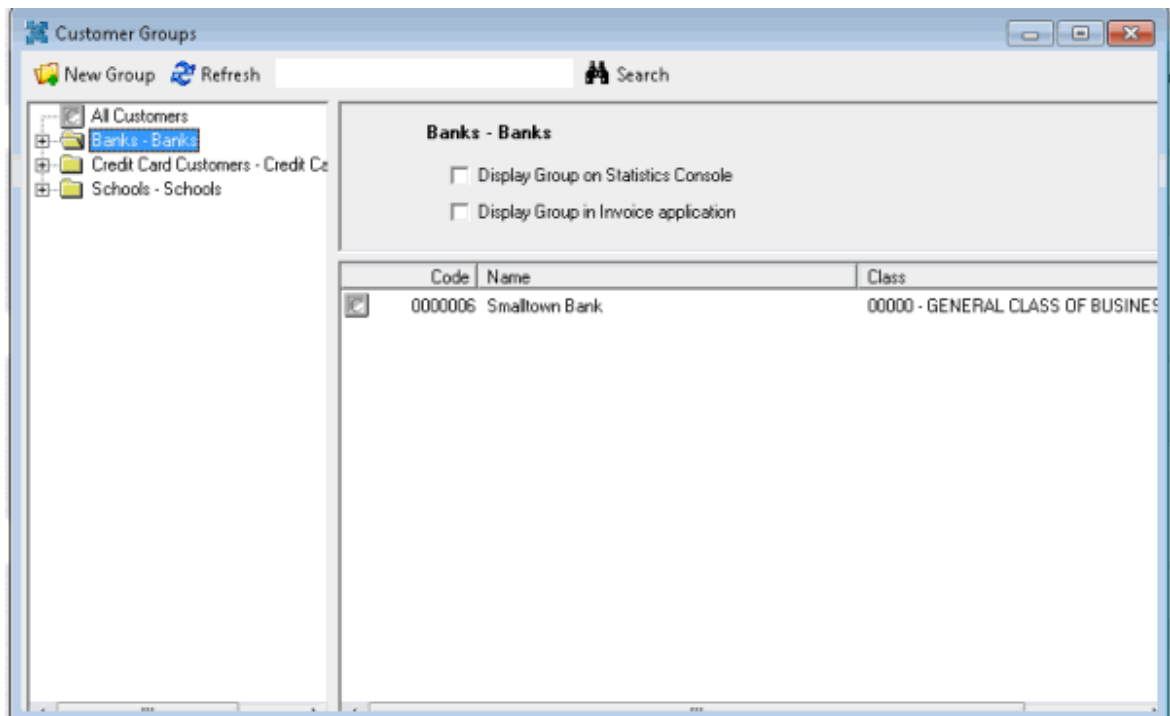 Customer Groups
New Group Refresh Search
All Customers
Banks - Banks
Credit Card Customers - Credit Ca
Schools - Schools
Banks - Banks
Display Group on Statistics Console
Display Group in Invoice application
Code Name Class
0000006 Smalltown Bank 00000 - GENERAL CLASS OF BUSINES